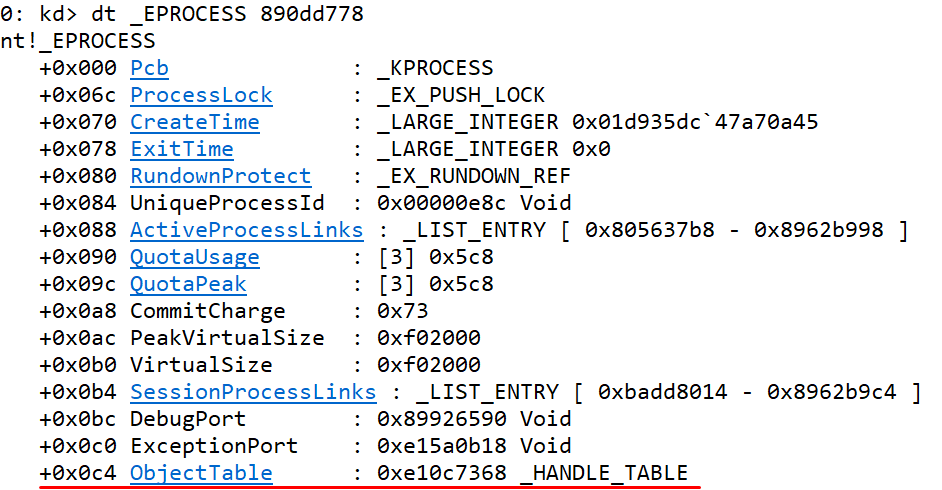 0: kd> dt _EPROCESS 890dd778
nt!_EPROCESS
   +0x000 Pcb              : _KPROCESS
   +0x06c ProcessLock      : _EX_PUSH_LOCK
   +0x070 CreateTime       : _LARGE_INTEGER 0x01d935dc`47a70a45
   +0x078 ExitTime         : _LARGE_INTEGER 0x0
   +0x080 RundownProtect   : _EX_RUNDOWN_REF
   +0x084 UniqueProcessId  : 0x00000e8c Void
   +0x088 ActiveProcessLinks : _LIST_ENTRY [ 0x805637b8 - 0x8962b998 ]
   +0x090 QuotaUsage       : [3] 0x5c8
   +0x09c QuotaPeak        : [3] 0x5c8
   +0x0a8 CommitCharge     : 0x73
   +0x0ac PeakVirtualSize  : 0xf02000
   +0x0b0 VirtualSize      : 0xf02000
   +0x0b4 SessionProcessLinks : _LIST_ENTRY [ 0xbadd8014 - 0x8962b9c4 ]
   +0x0bc DebugPort        : 0x89926590 Void
   +0x0c0 ExceptionPort    : 0xe15a0b18 Void
   +0x0c4 ObjectTable      : 0xe10c7368 _HANDLE_TABLE